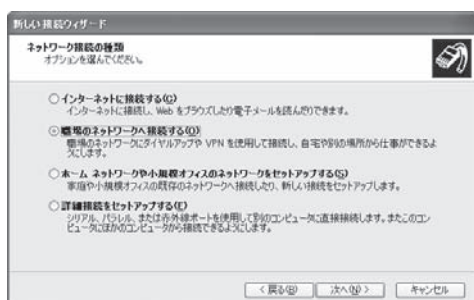 新しい接続ウィザード
ネットワーク接続の種類
オプションを選んでください。
インターネットに接続する(C)
インターネットに接続し、Web をブラウズしたり電子メールを読んだりできます。
職場のネットワークへ接続する(O)
職場のネットワークにダイヤルアップや VPN を使用して接続し、自宅や別の場所から仕事ができるよ
うにします。
ホーム ネットワークや小規模オフィスのネットワークをセットアップする(S)
家庭や小規模オフィスの既存のネットワークへ接続したり、新しい接続をセットアップします。
詳細接続をセットアップする(E)
シリアル、パラレル、または赤外線ポートを使用して別のコンピュータに直接接続します。またこのコン
ピュータにほかのコンピュータから接続できるようにします。
< 戻る(B)
次へ(N) >
キャンセル